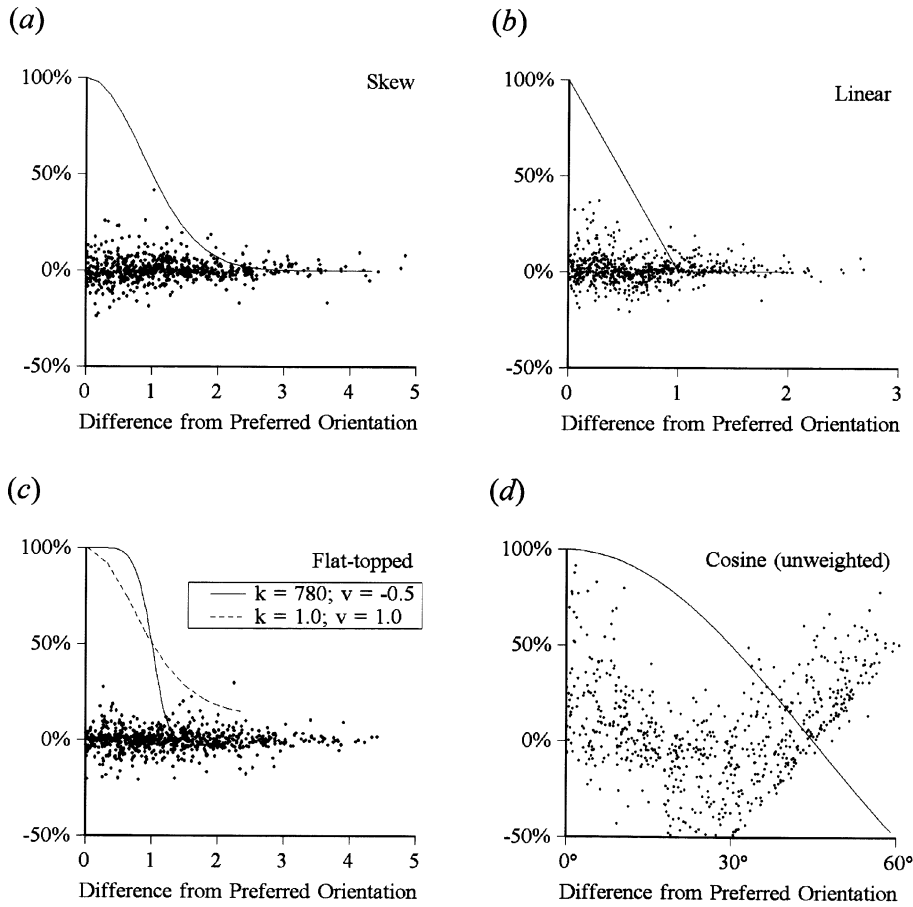 (a)
Skew
100%
50%
0%
-50%
0 1 2 3 4 5
Difference from Preferred Orientation
(b)
Linear
100%
50%
0%
-50%
0 1 2 3
Difference from Preferred Orientation
(c)
Flat-topped
k = 780; v = -0.5
k = 1.0; v = 1.0
100%
50%
0%
-50%
0 1 2 3 4 5
Difference from Preferred Orientation
(d)
Cosine (unweighted)
100%
50%
0%
-50%
0° 30° 60°
Difference from Preferred Orientation